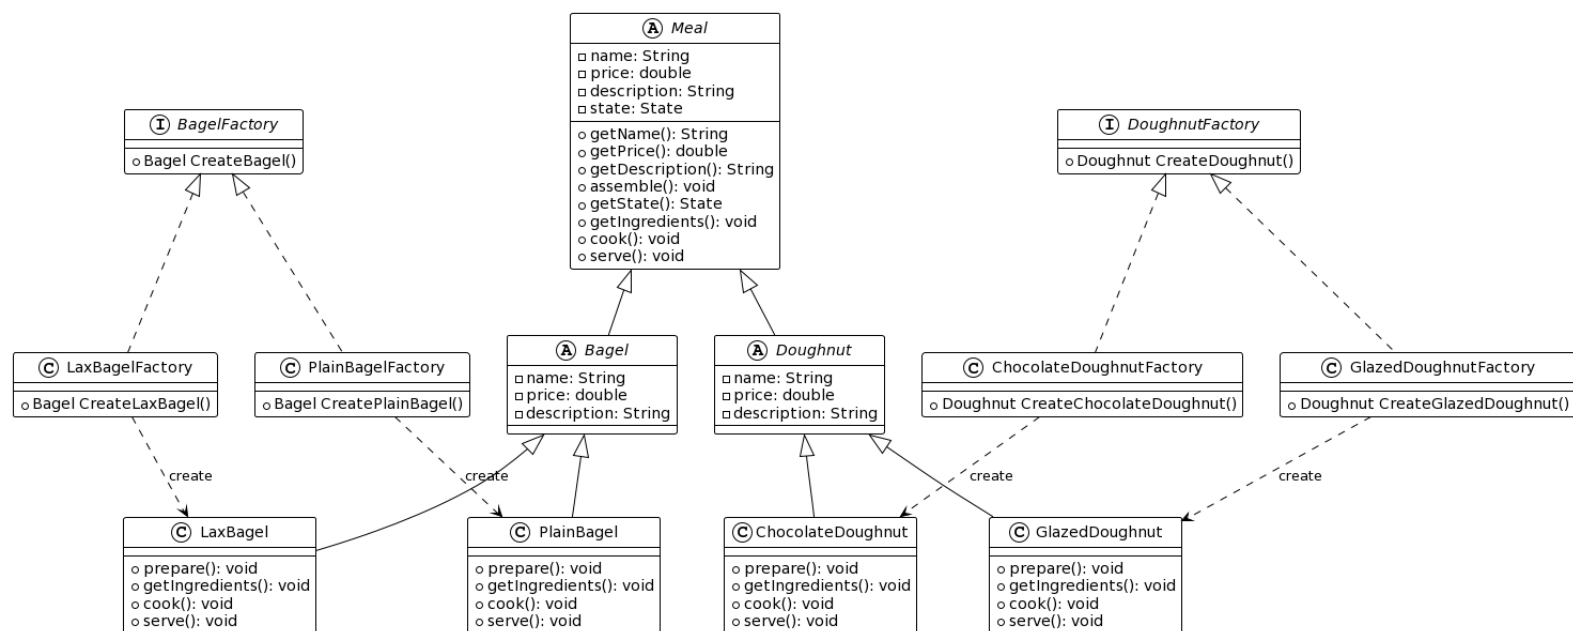 A Meal
name: String
price: double
description: String
state: State
getName(): String
getPrice(): double
getDescription(): String
assemble(): void
getState(): State
getIngredients(): void
cook(): void
serve(): void
I BagelFactory
Bagel CreateBagel()
I DoughnutFactory
Doughnut CreateDoughnut()
C LaxBagelFactory
Bagel CreateLaxBagel()
C PlainBagelFactory
Bagel CreatePlainBagel()
A Bagel
name: String
price: double
description: String
A Doughnut
name: String
price: double
description: String
C ChocolateDoughnutFactory
Doughnut CreateChocolateDoughnut()
C GlazedDoughnutFactory
Doughnut CreateGlazedDoughnut()
create
create
create
create
C LaxBagel
prepare(): void
getIngredients(): void
cook(): void
serve(): void
C PlainBagel
prepare(): void
getIngredients(): void
cook(): void
serve(): void
C ChocolateDoughnut
prepare(): void
getIngredients(): void
cook(): void
serve(): void
C GlazedDoughnut
prepare(): void
getIngredients(): void
cook(): void
serve(): void